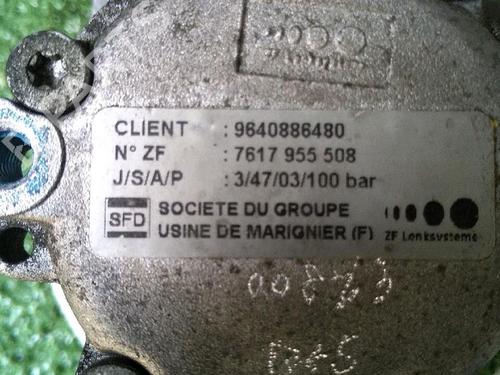 CLIENT : 9640886480
N° ZF : 7617 955 508
J/S/A/P : 3/47/03/100 bar
SFD SOCIETE DU GROUPE
USINE DE MARIGNIER (F) ZF Lenksysteme